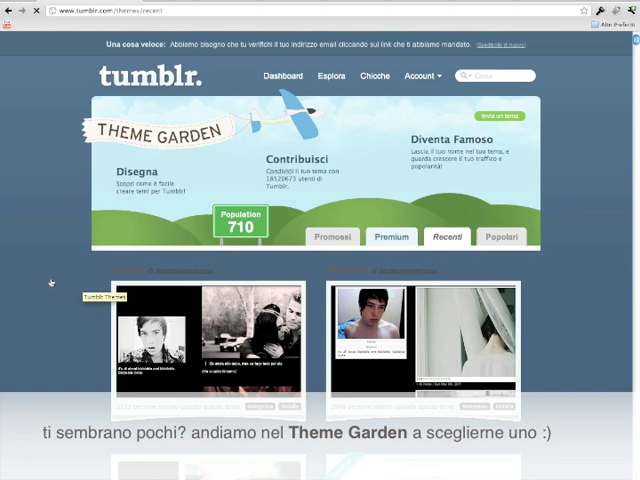 www.tumblr.com/themes/recent
Altri Preferiti
Una cosa veloce: Abbiamo bisogno che tu verifichi il tuo indirizzo email cliccando sul link che ti abbiamo mandato. (Spediscilo di nuovo!)
tumblr.
Dashboard Esplora Chicche Account Cerca
Invia un tema
THEME GARDEN
Disegna
Scopri come è facile
creare temi per Tumblr!
Contribuisci
Condividi il tuo tema con
18520673 utenti di
Tumblr.
Diventa Famoso
Lascia il tuo nome nel tuo tema, e
guarda crescere il tuo traffico e
popolarità!
Population
710
Promossi Premium Recenti Popolari
Tumblr Themes
ti sembrano pochi? andiamo nel Theme Garden a sceglierne uno :)